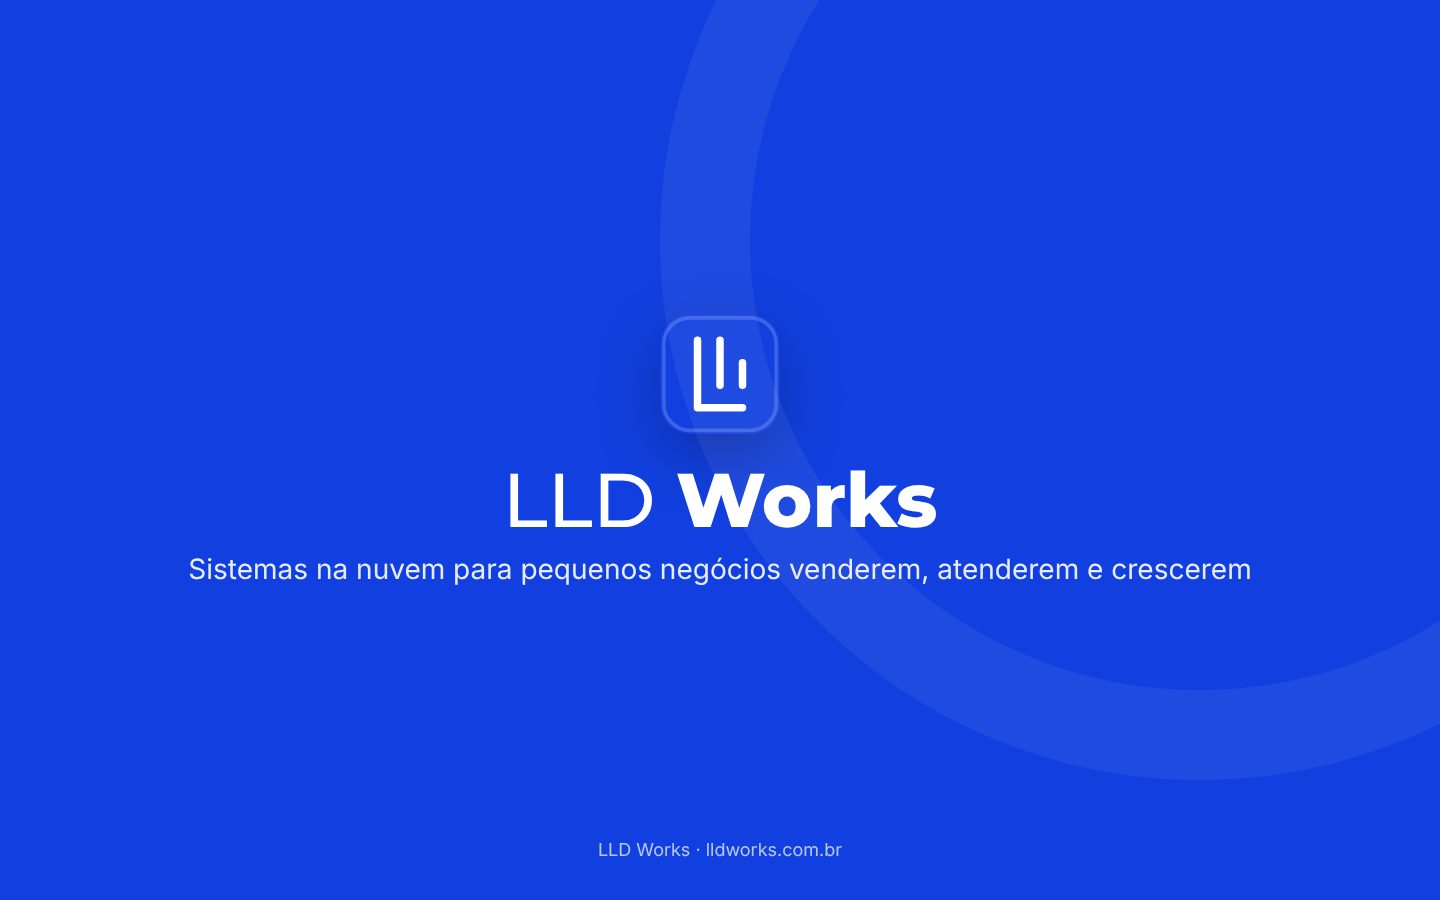 LLD Works
Sistemas na nuvem para pequenos negócios venderem, atenderem e crescerem
LLD Works · lldworks.com.br